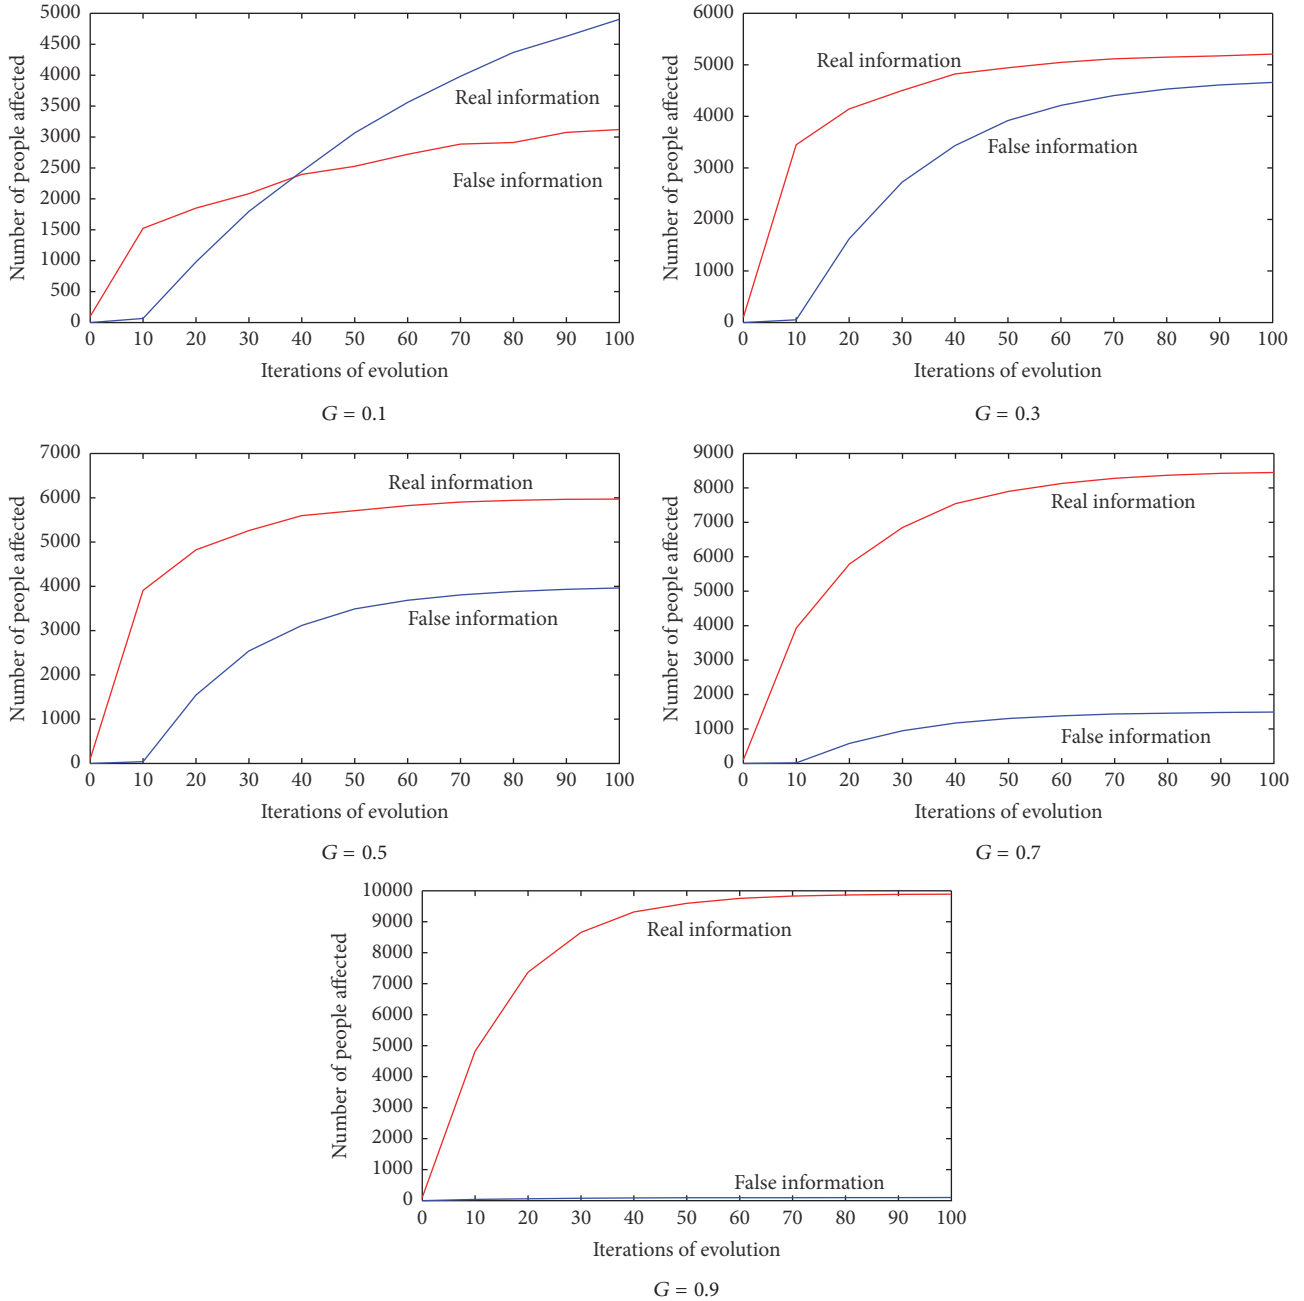 5000
4500
4000
3500
3000
2500
2000
1500
1000
500
0
Number of people affected
Real information
False information
0 10 20 30 40 50 60 70 80 90 100
Iterations of evolution
G = 0.1
6000
5000
4000
3000
2000
1000
0
Number of people affected
Real information
False information
0 10 20 30 40 50 60 70 80 90 100
Iterations of evolution
G = 0.3
7000
6000
5000
4000
3000
2000
1000
0
Number of people affected
Real information
False information
0 10 20 30 40 50 60 70 80 90 100
Iterations of evolution
G = 0.5
9000
8000
7000
6000
5000
4000
3000
2000
1000
0
Number of people affected
Real information
False information
0 10 20 30 40 50 60 70 80 90 100
Iterations of evolution
G = 0.7
10000
9000
8000
7000
6000
5000
4000
3000
2000
1000
0
Number of people affected
Real information
False information
0 10 20 30 40 50 60 70 80 90 100
Iterations of evolution
G = 0.9